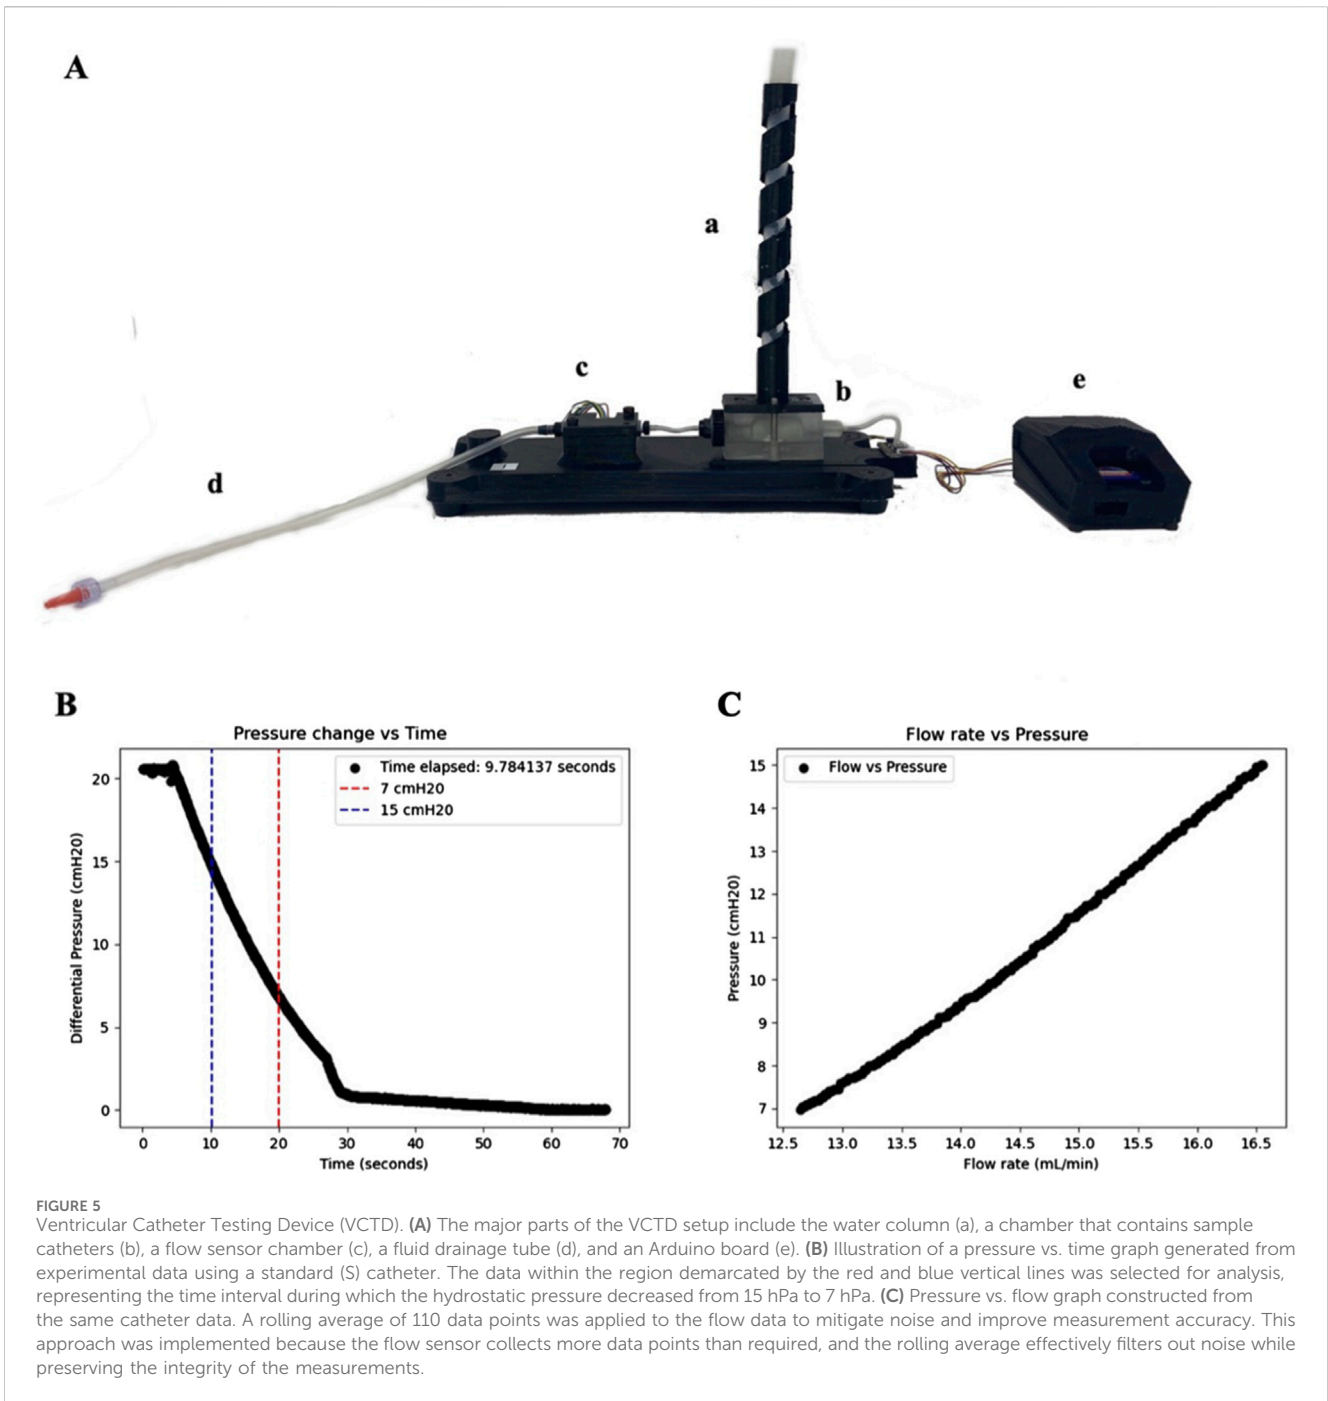 A
a
b
c
d
e
B
Pressure change vs Time
Time elapsed: 9.784137 seconds
7 cmH20
15 cmH20
Differential Pressure (cmH20)
20
15
10
5
0
0 10 20 30 40 50 60 70
Time (seconds)
C
Flow rate vs Pressure
Flow vs Pressure
Pressure (cmH20)
15
14
13
12
11
10
9
8
7
12.5 13.0 13.5 14.0 14.5 15.0 15.5 16.0 16.5
Flow rate (mL/min)
FIGURE 5
Ventricular Catheter Testing Device (VCTD). (A) The major parts of the VCTD setup include the water column (a), a chamber that contains sample
catheters (b), a flow sensor chamber (c), a fluid drainage tube (d), and an Arduino board (e). (B) Illustration of a pressure vs. time graph generated from
experimental data using a standard (S) catheter. The data within the region demarcated by the red and blue vertical lines was selected for analysis,
representing the time interval during which the hydrostatic pressure decreased from 15 hPa to 7 hPa. (C) Pressure vs. flow graph constructed from
the same catheter data. A rolling average of 110 data points was applied to the flow data to mitigate noise and improve measurement accuracy. This
approach was implemented because the flow sensor collects more data points than required, and the rolling average effectively filters out noise while
preserving the integrity of the measurements.